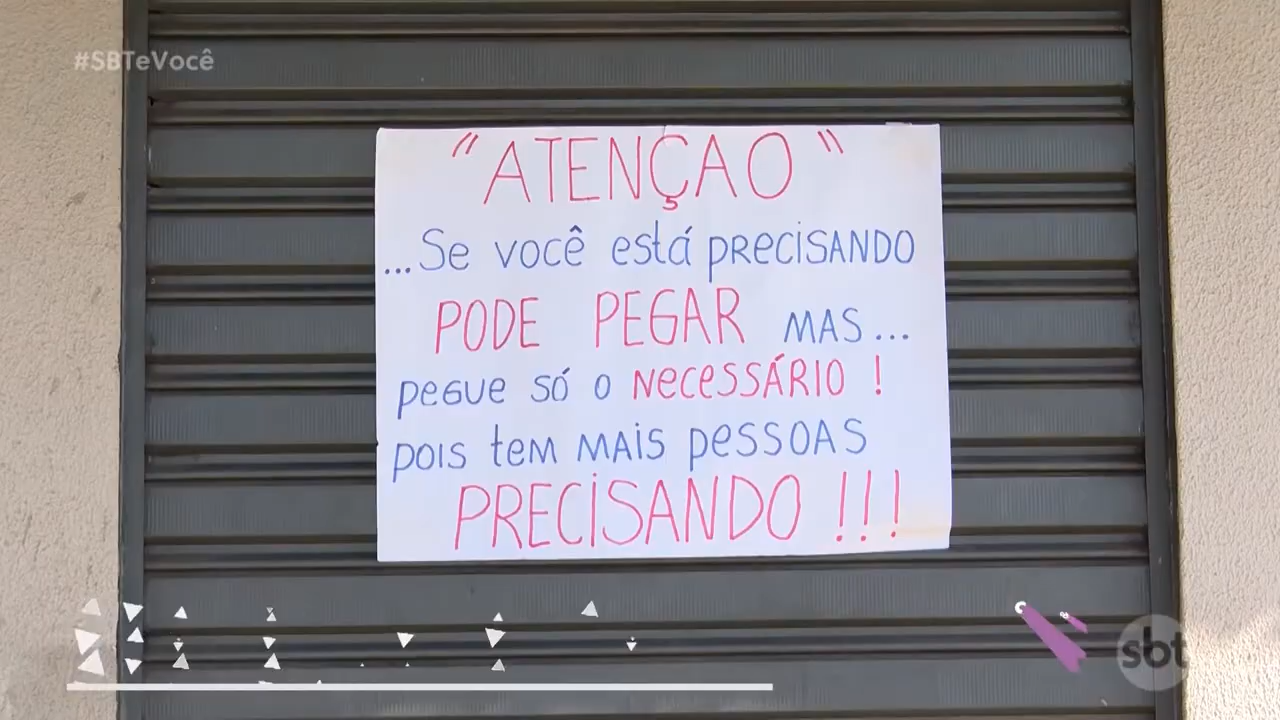 #SBTeVocê
"ATENÇAO"
...Se você está PRECISANDO
PODE PEGAR MAS...
PEGUE SÓ O NECESSÁRIO !
POIS tem MAIS PESSOAS
PRECISANDO !!!
sbt